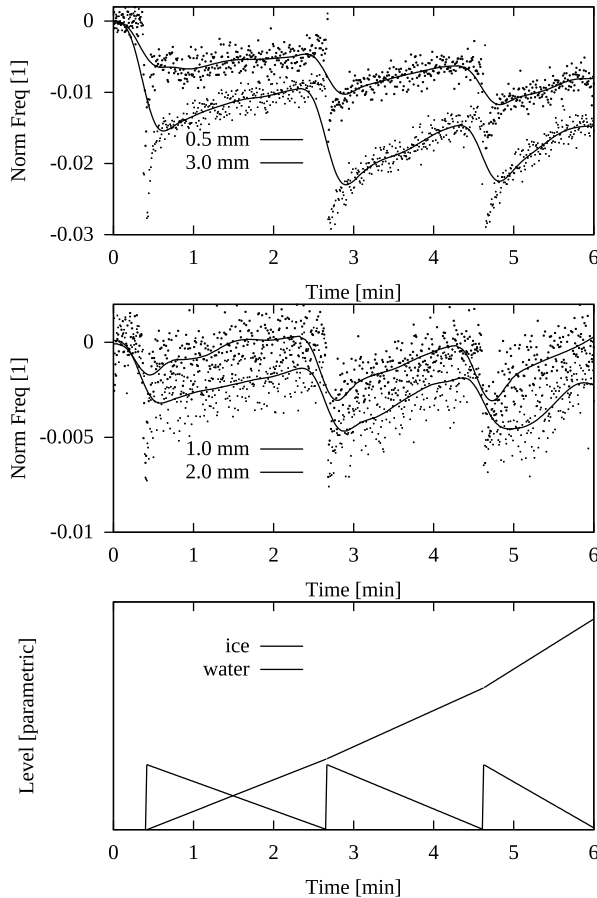 0
-0.01
-0.02
-0.03
Norm Freq [1]
0.5 mm
3.0 mm
0 1 2 3 4 5 6
Time [min]
0
-0.005
-0.01
Norm Freq [1]
1.0 mm
2.0 mm
0 1 2 3 4 5 6
Time [min]
Level [parametric]
ice
water
0 1 2 3 4 5 6
Time [min]